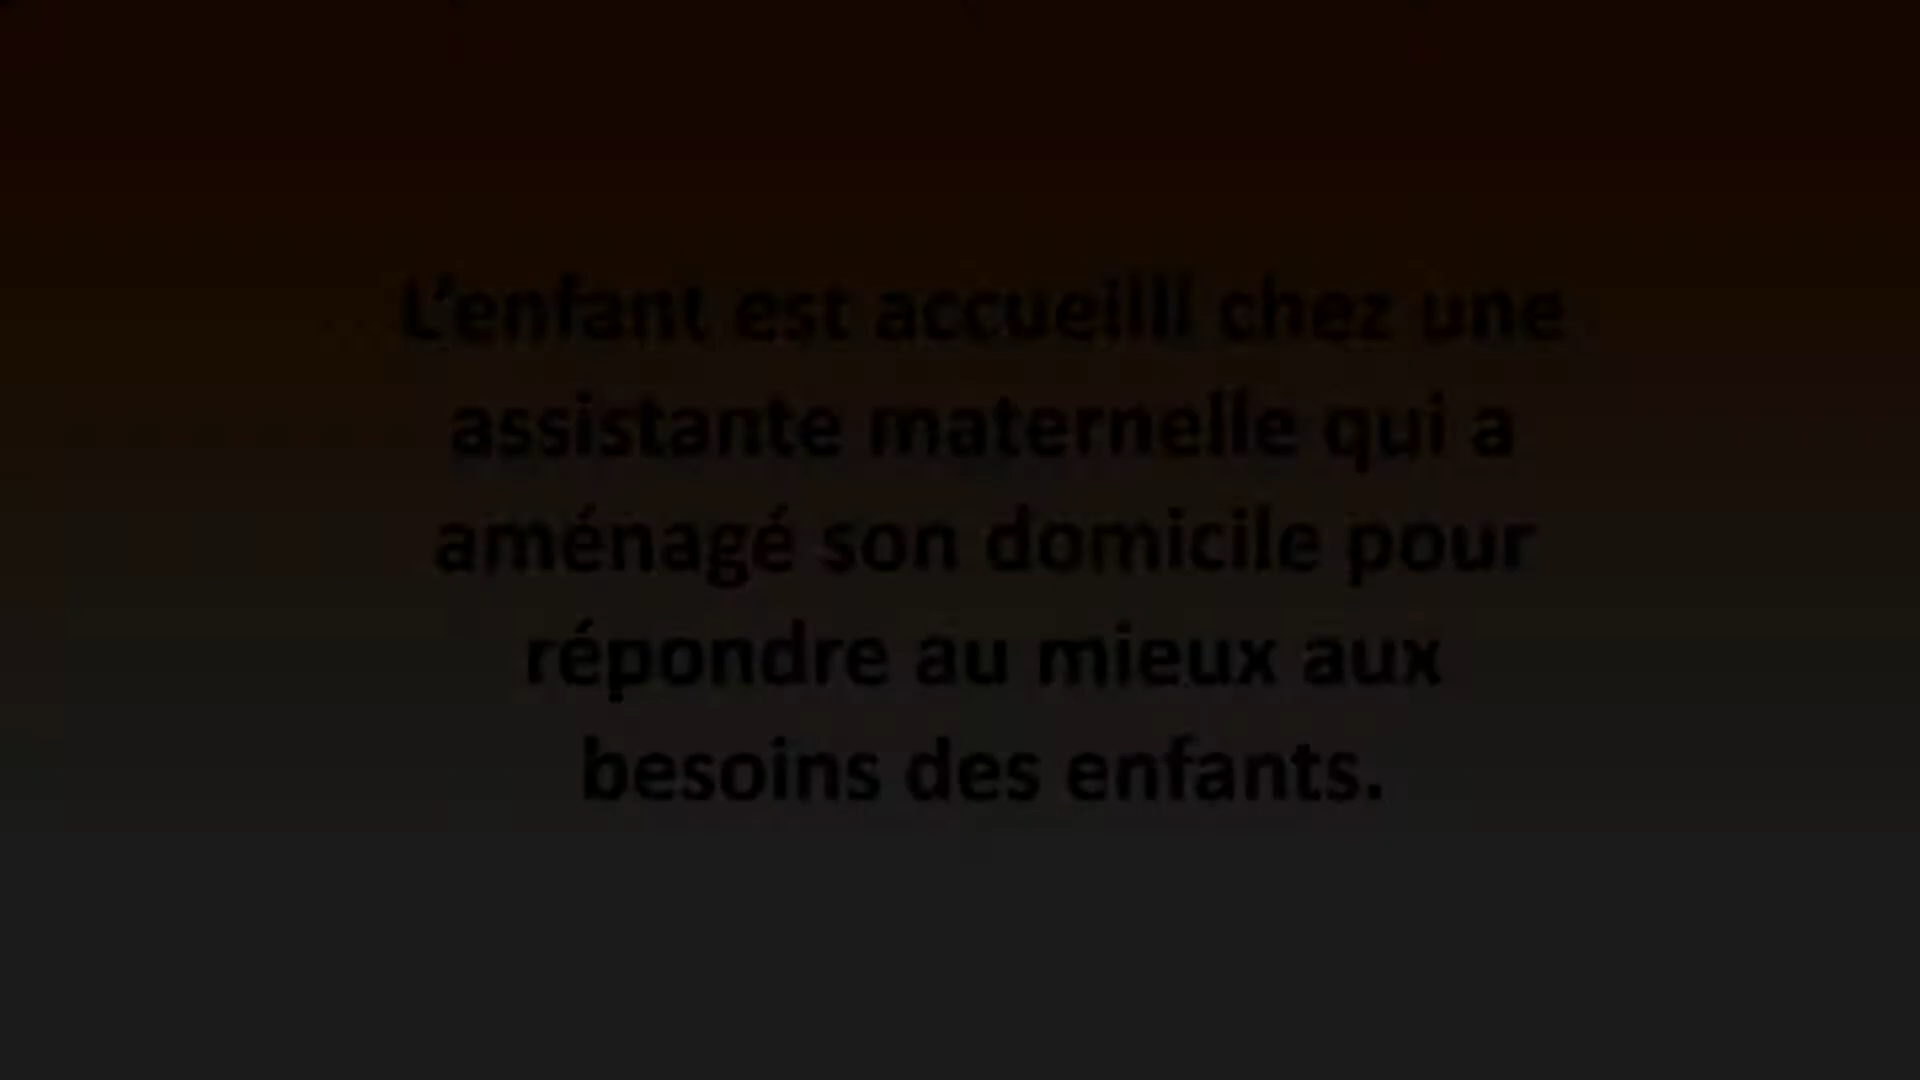 L'enfant est accueilli chez une
assistante maternelle qui a
aménagé son domicile pour
répondre au mieux aux
besoins des enfants.